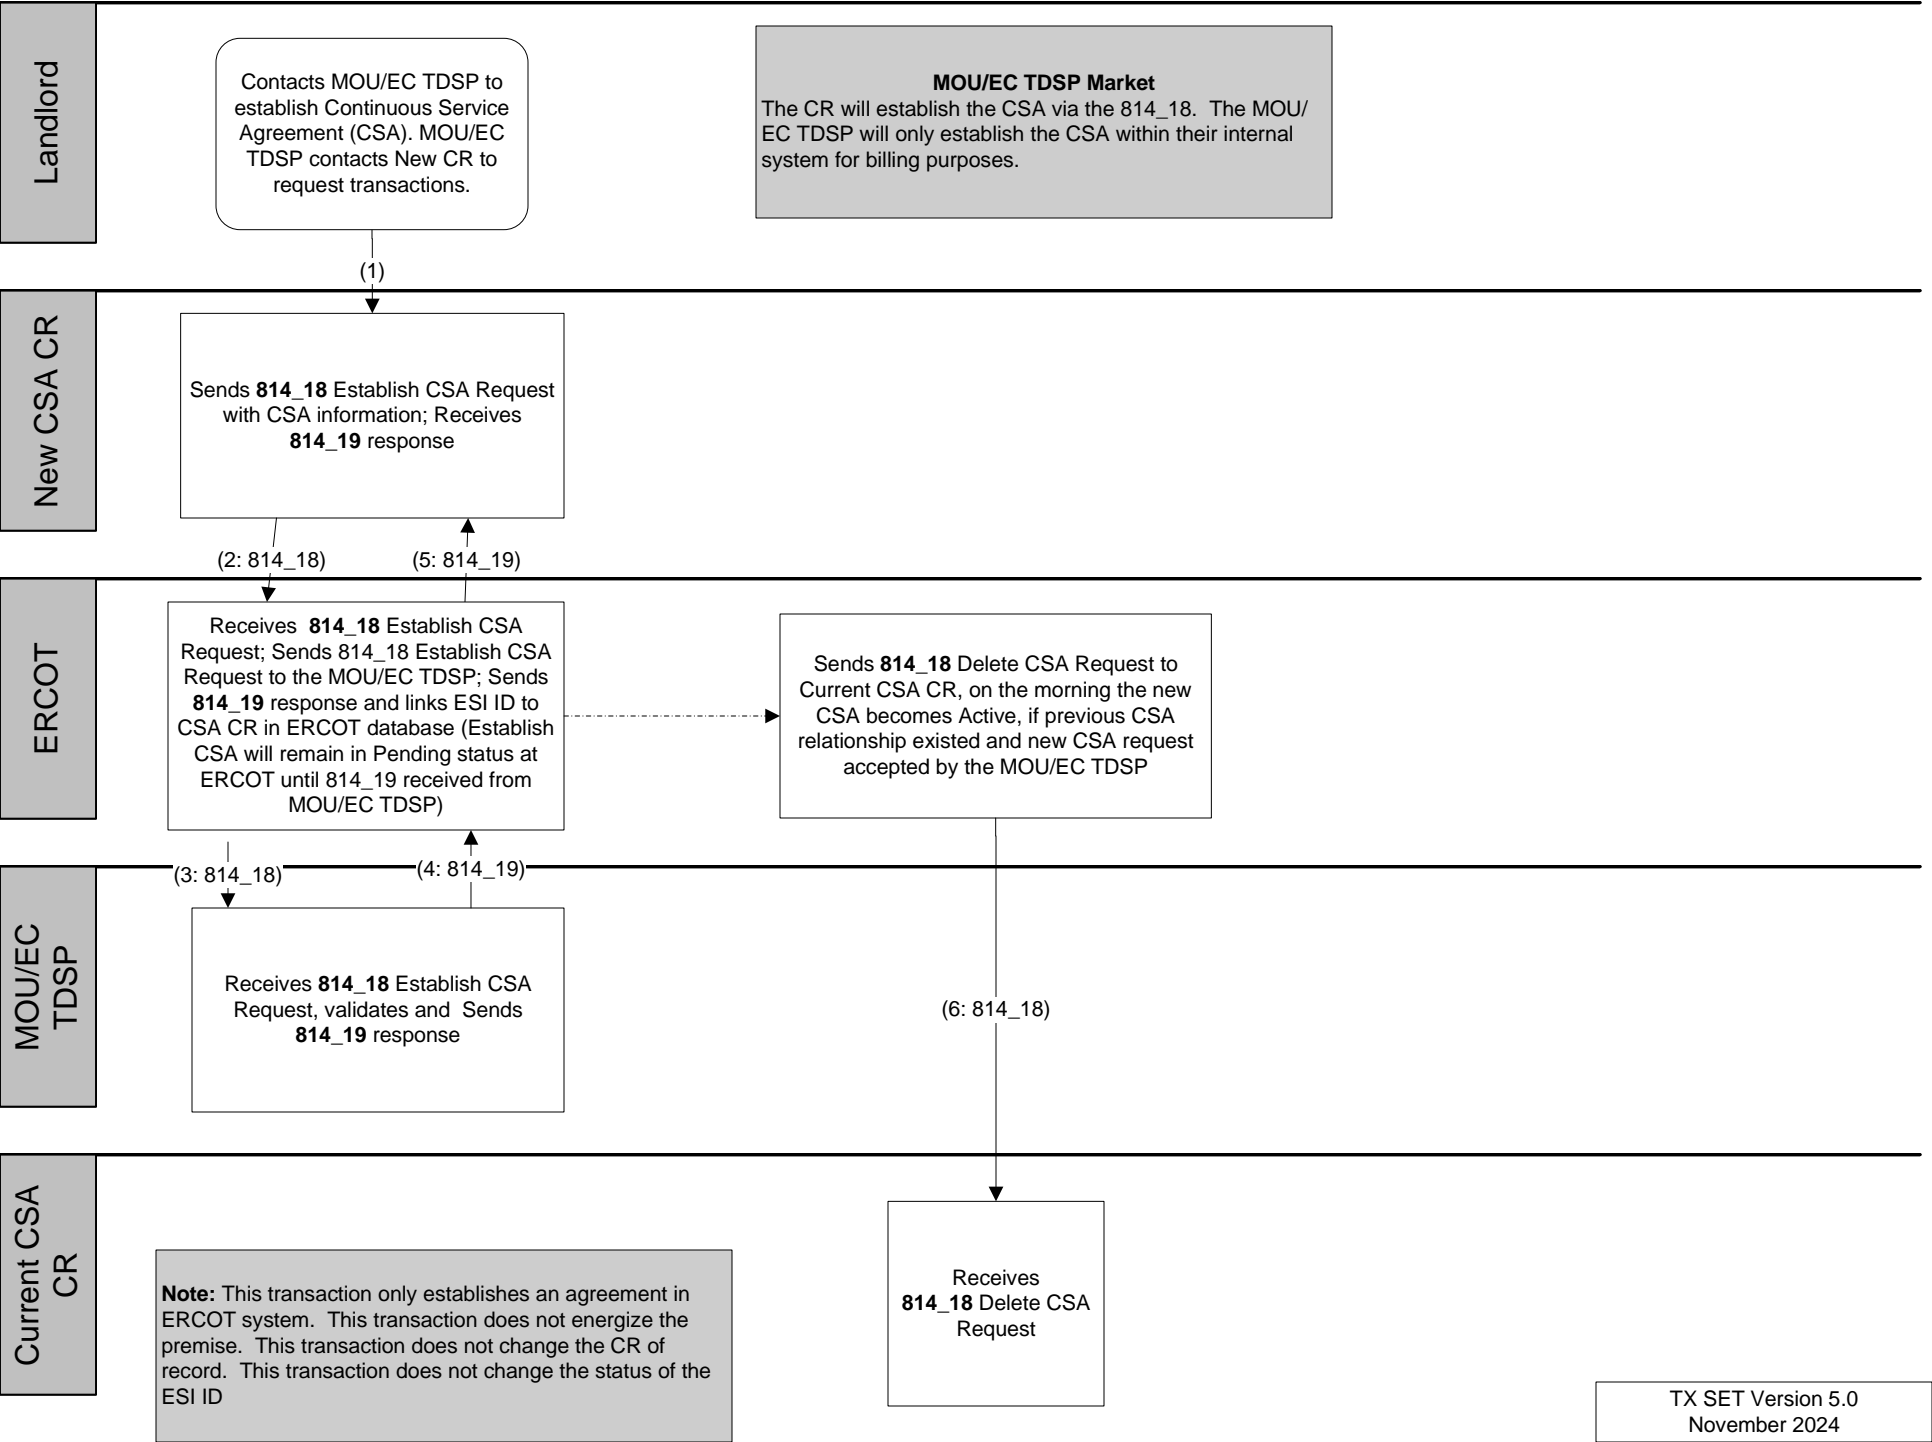 Landlord
Contacts MOU/EC TDSP to
establish Continuous Service
Agreement (CSA). MOU/EC
TDSP contacts New CR to
request transactions.
MOU/EC TDSP Market
The CR will establish the CSA via the 814_18.  The MOU/
EC TDSP will only establish the CSA within their internal
system for billing purposes.
(1)
New CSA CR
Sends 814_18 Establish CSA Request
with CSA information; Receives
814_19 response
(2: 814_18)
(5: 814_19)
ERCOT
Receives  814_18 Establish CSA
Request; Sends 814_18 Establish CSA
Request to the MOU/EC TDSP; Sends
814_19 response and links ESI ID to
CSA CR in ERCOT database (Establish
CSA will remain in Pending status at
ERCOT until 814_19 received from
MOU/EC TDSP)
Sends 814_18 Delete CSA Request to
Current CSA CR, on the morning the new
CSA becomes Active, if previous CSA
relationship existed and new CSA request
accepted by the MOU/EC TDSP
(3: 814_18)
(4: 814_19)
MOU/EC
TDSP
Receives 814_18 Establish CSA
Request, validates and  Sends
814_19 response
(6: 814_18)
Current CSA
CR
Note: This transaction only establishes an agreement in
ERCOT system.  This transaction does not energize the
premise.  This transaction does not change the CR of
record.  This transaction does not change the status of the
ESI ID
Receives
814_18 Delete CSA
Request
TX SET Version 5.0
November 2024